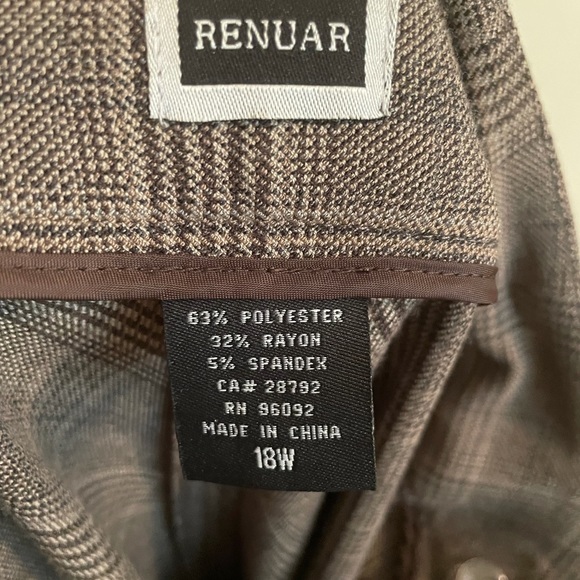 RENUAR
63% POLYESTER
32% RAYON
5% SPANDEX
CA# 28792
RN 96092
MADE IN CHINA
18W